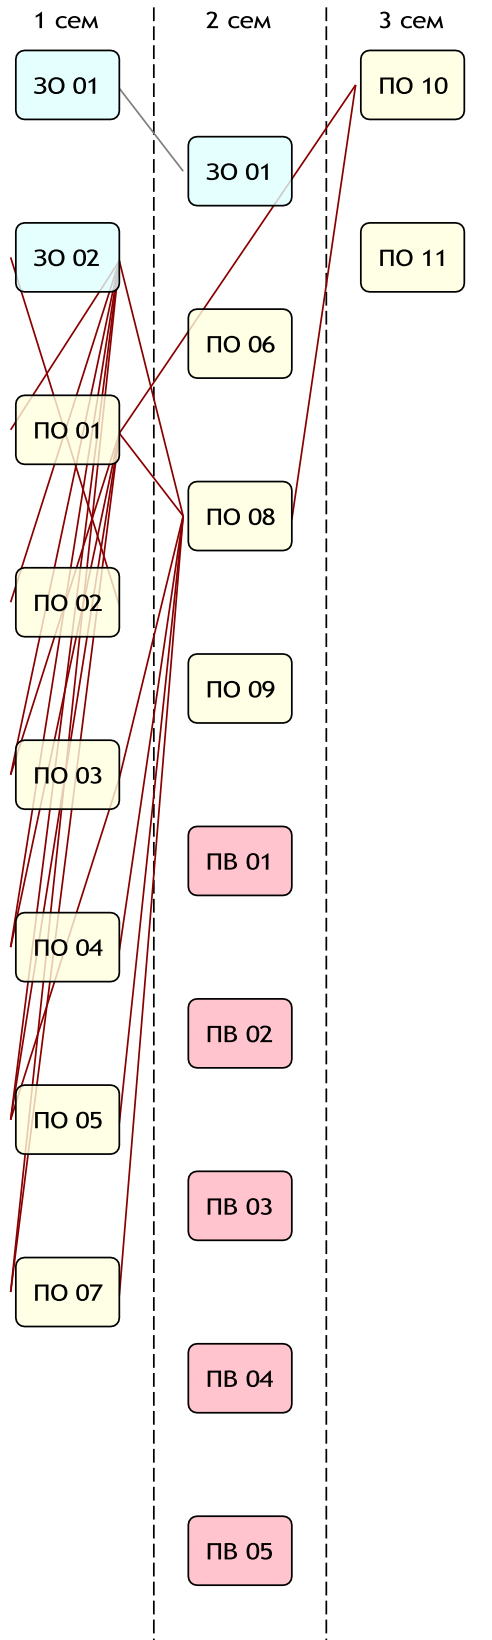 1 сем 2 сем 3 сем
ЗО 01
ПО 10
ЗО 01
ЗО 02
ПО 11
ПО 06
ПО 01
ПО 08
ПО 02
ПО 09
ПО 03
ПВ 01
ПО 04
ПВ 02
ПО 05
ПВ 03
ПО 07
ПВ 04
ПВ 05